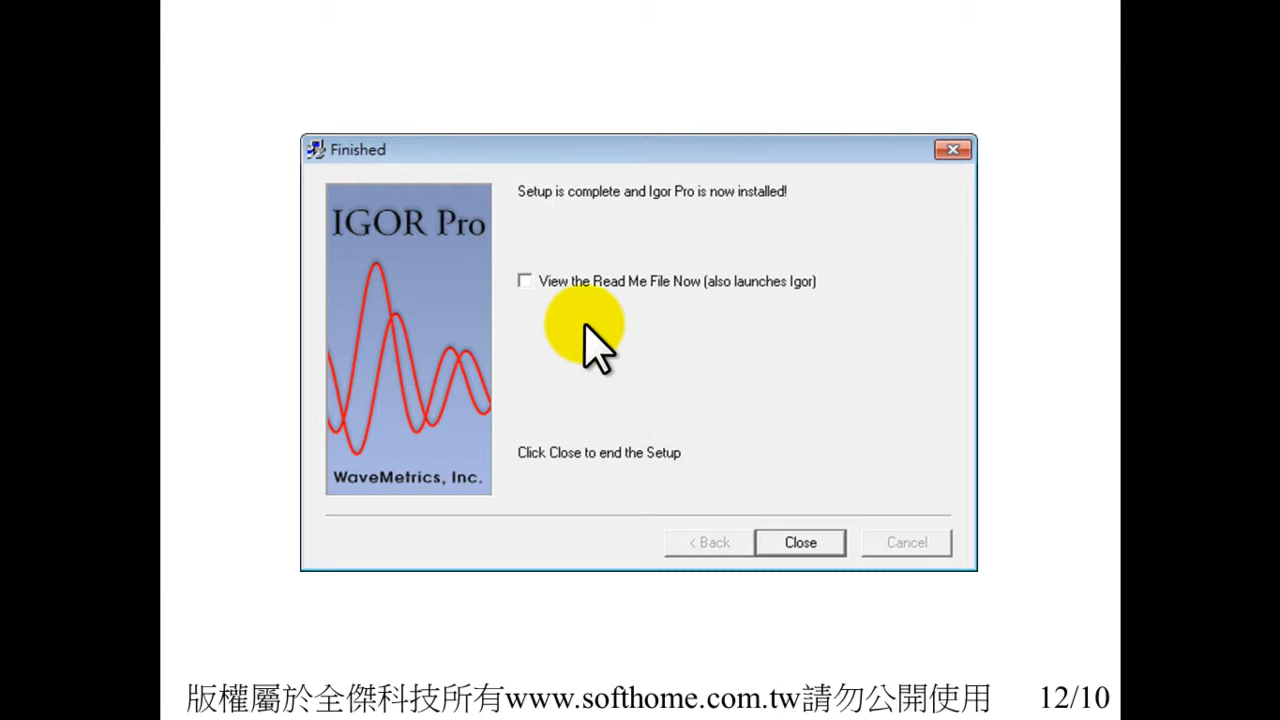 Finished
IGOR Pro
WaveMetrics, Inc.
Setup is complete and Igor Pro is now installed!
View the Read Me File Now (also launches Igor)
Click Close to end the Setup
< Back
Close
Cancel
版權屬於全傑科技所有www.softhome.com.tw請勿公開使用
12/10